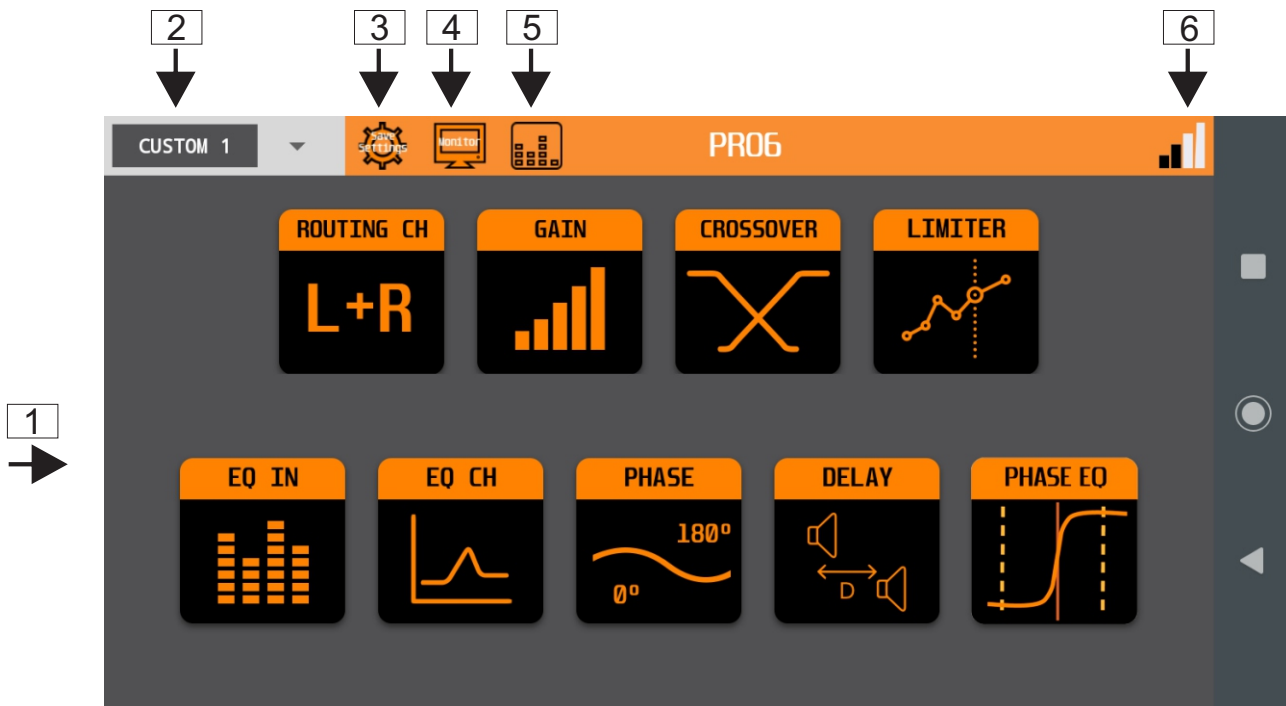 2 3 4 5 6
CUSTOM 1 Save Settings Monitor PRO6
ROUTING CH GAIN CROSSOVER LIMITER
L+R
1
EQ IN EQ CH PHASE DELAY PHASE EQ
180º
0º D